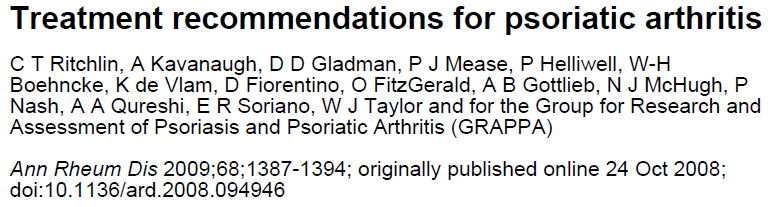 Treatment recommendations for psoriatic arthritis
C T Ritchlin, A Kavanaugh, D D Gladman, P J Mease, P Helliwell, W-H
Boehncke, K de Vlam, D Fiorentino, O FitzGerald, A B Gottlieb, N J McHugh, P
Nash, A A Qureshi, E R Soriano, W J Taylor and for the Group for Research and
Assessment of Psoriasis and Psoriatic Arthritis (GRAPPA)
Ann Rheum Dis 2009;68;1387-1394; originally published online 24 Oct 2008;
doi:10.1136/ard.2008.094946